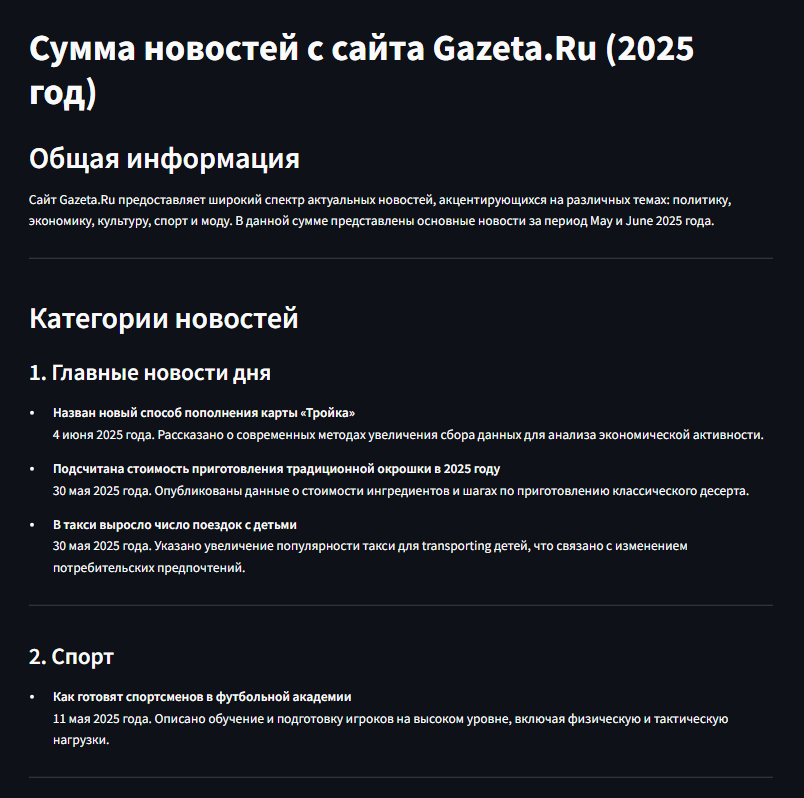 Сумма новостей с сайта Gazeta.Ru (2025
год)
Общая информация
Сайт Gazeta.Ru предоставляет широкий спектр актуальных новостей, акцентирующихся на различных темах: политику,
экономику, культуру, спорт и моду. В данной сумме представлены основные новости за период May и June 2025 года.
Категории новостей
1. Главные новости дня
• Назван новый способ пополнения карты «Тройка»
4 июня 2025 года. Рассказано о современных методах увеличения сбора данных для анализа экономической активности.
• Подсчитана стоимость приготовления традиционной окрошки в 2025 году
30 мая 2025 года. Опубликованы данные о стоимости ингредиентов и шагах по приготовлению классического десерта.
• В такси выросло число поездок с детьми
30 мая 2025 года. Указано увеличение популярности такси для transporting детей, что связано с изменением
потребительских предпочтений.
2. Спорт
• Как готовят спортсменов в футбольной академии
11 мая 2025 года. Описано обучение и подготовку игроков на высоком уровне, включая физическую и тактическую
нагрузки.